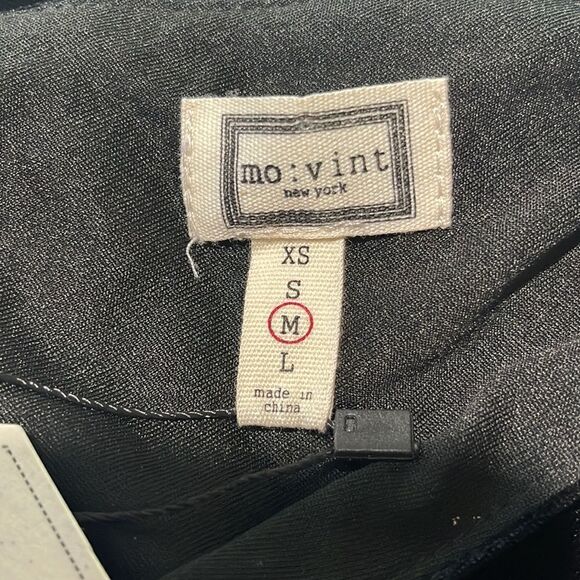 mo:vint
new york
XS
S
M
L
made in
china